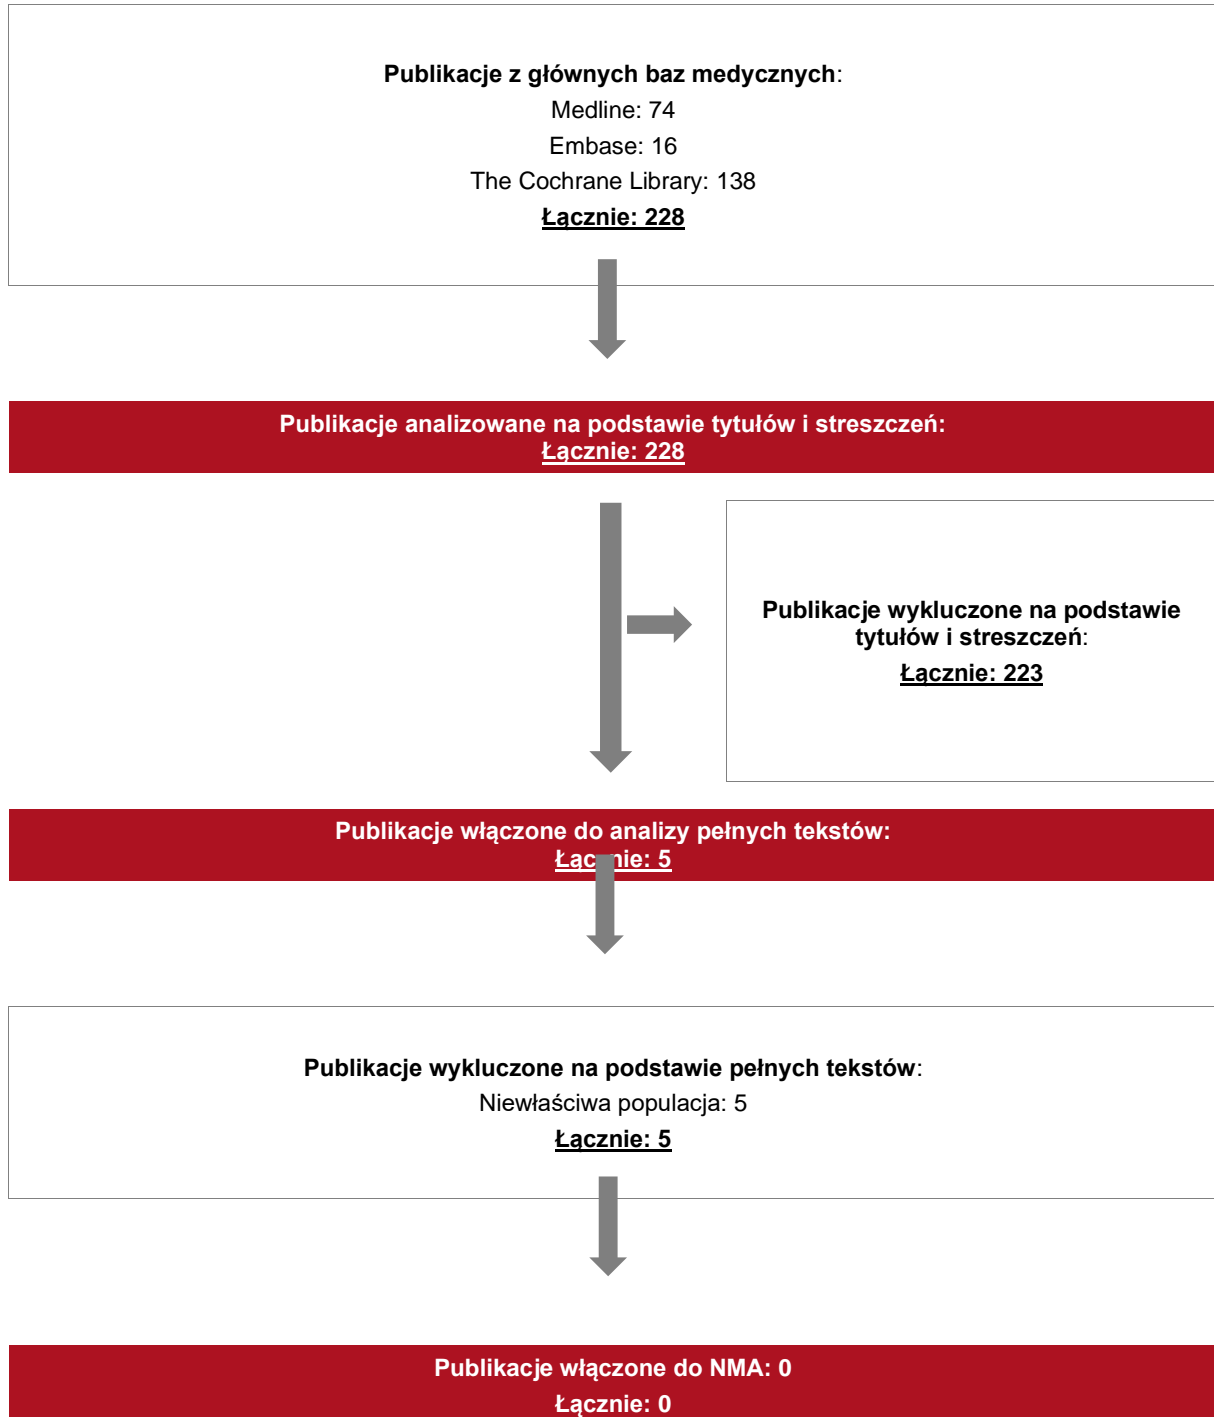 Publikacje z głównych baz medycznych:
Medline: 74
Embase: 16
The Cochrane Library: 138
Łącznie: 228
Publikacje analizowane na podstawie tytułów i streszczeń:
Łącznie: 228
Publikacje wykluczone na podstawie
tytułów i streszczeń:
Łącznie: 223
Publikacje włączone do analizy pełnych tekstów:
Łącznie: 5
Publikacje wykluczone na podstawie pełnych tekstów:
Niewłaściwa populacja: 5
Łącznie: 5
Publikacje włączone do NMA: 0
Łącznie: 0